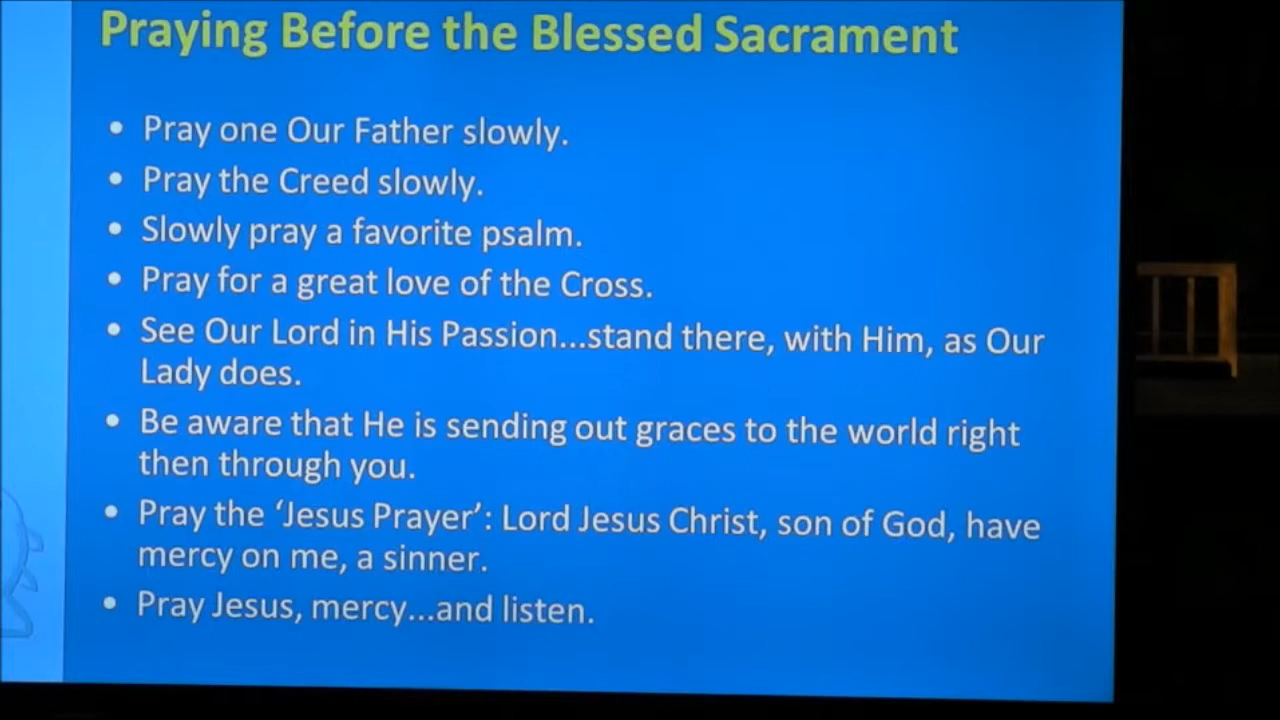 Praying Before the Blessed Sacrament
• Pray one Our Father slowly.
• Pray the Creed slowly.
• Slowly pray a favorite psalm.
• Pray for a great love of the Cross.
• See Our Lord in His Passion...stand there, with Him, as Our
Lady does.
• Be aware that He is sending out graces to the world right
then through you.
• Pray the ‘Jesus Prayer’: Lord Jesus Christ, son of God, have
mercy on me, a sinner.
• Pray Jesus, mercy...and listen.